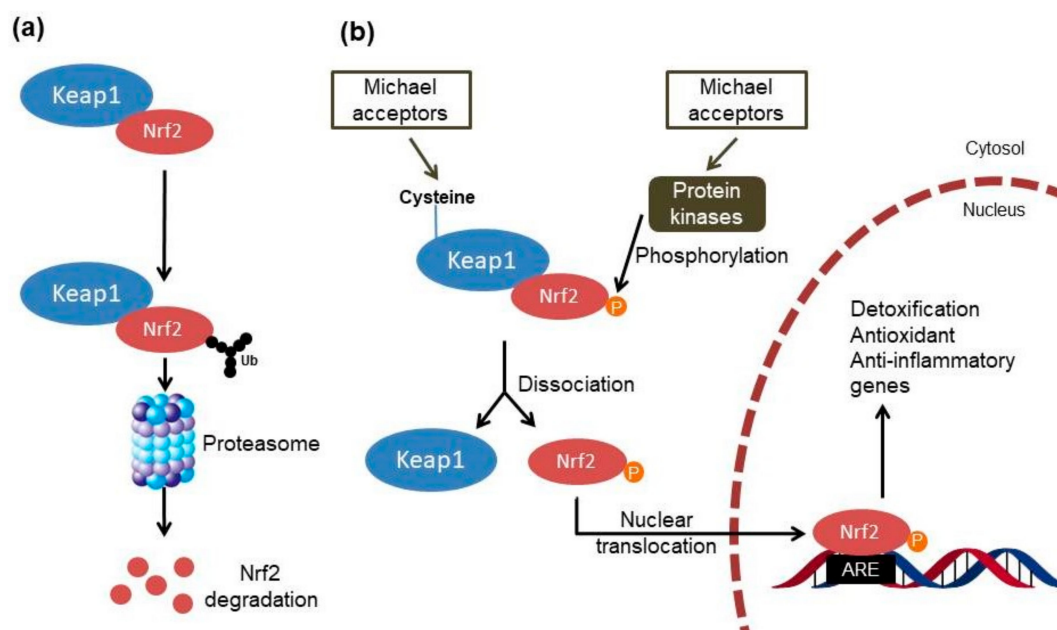 (a)
Keap1
Nrf2
Keap1
Nrf2
Ub
Proteasome
Nrf2
degradation
(b)
Michael
acceptors
Michael
acceptors
Cysteine
Protein
kinases
Phosphorylation
Keap1
Nrf2
P
Dissociation
Keap1
Nrf2
P
Nuclear
translocation
Cytosol
Nucleus
Detoxification
Antioxidant
Anti-inflammatory
genes
Nrf2
P
ARE